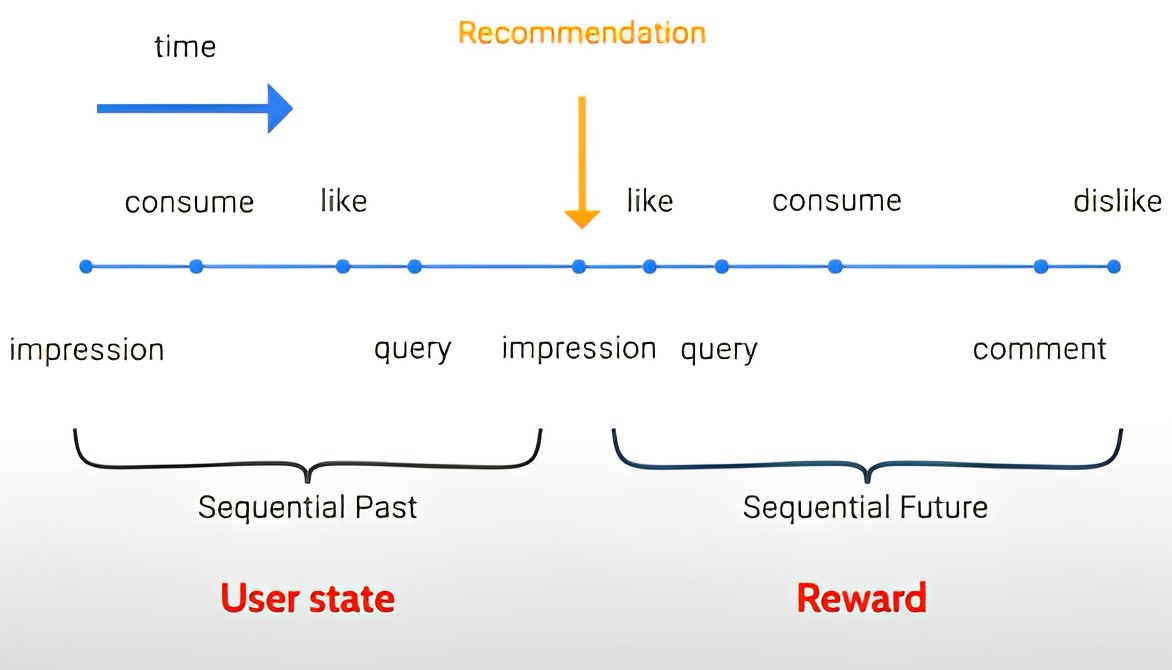 time
Recommendation
consume
like
like
consume
dislike
impression
query
impression
query
comment
Sequential Past
Sequential Future
User state
Reward